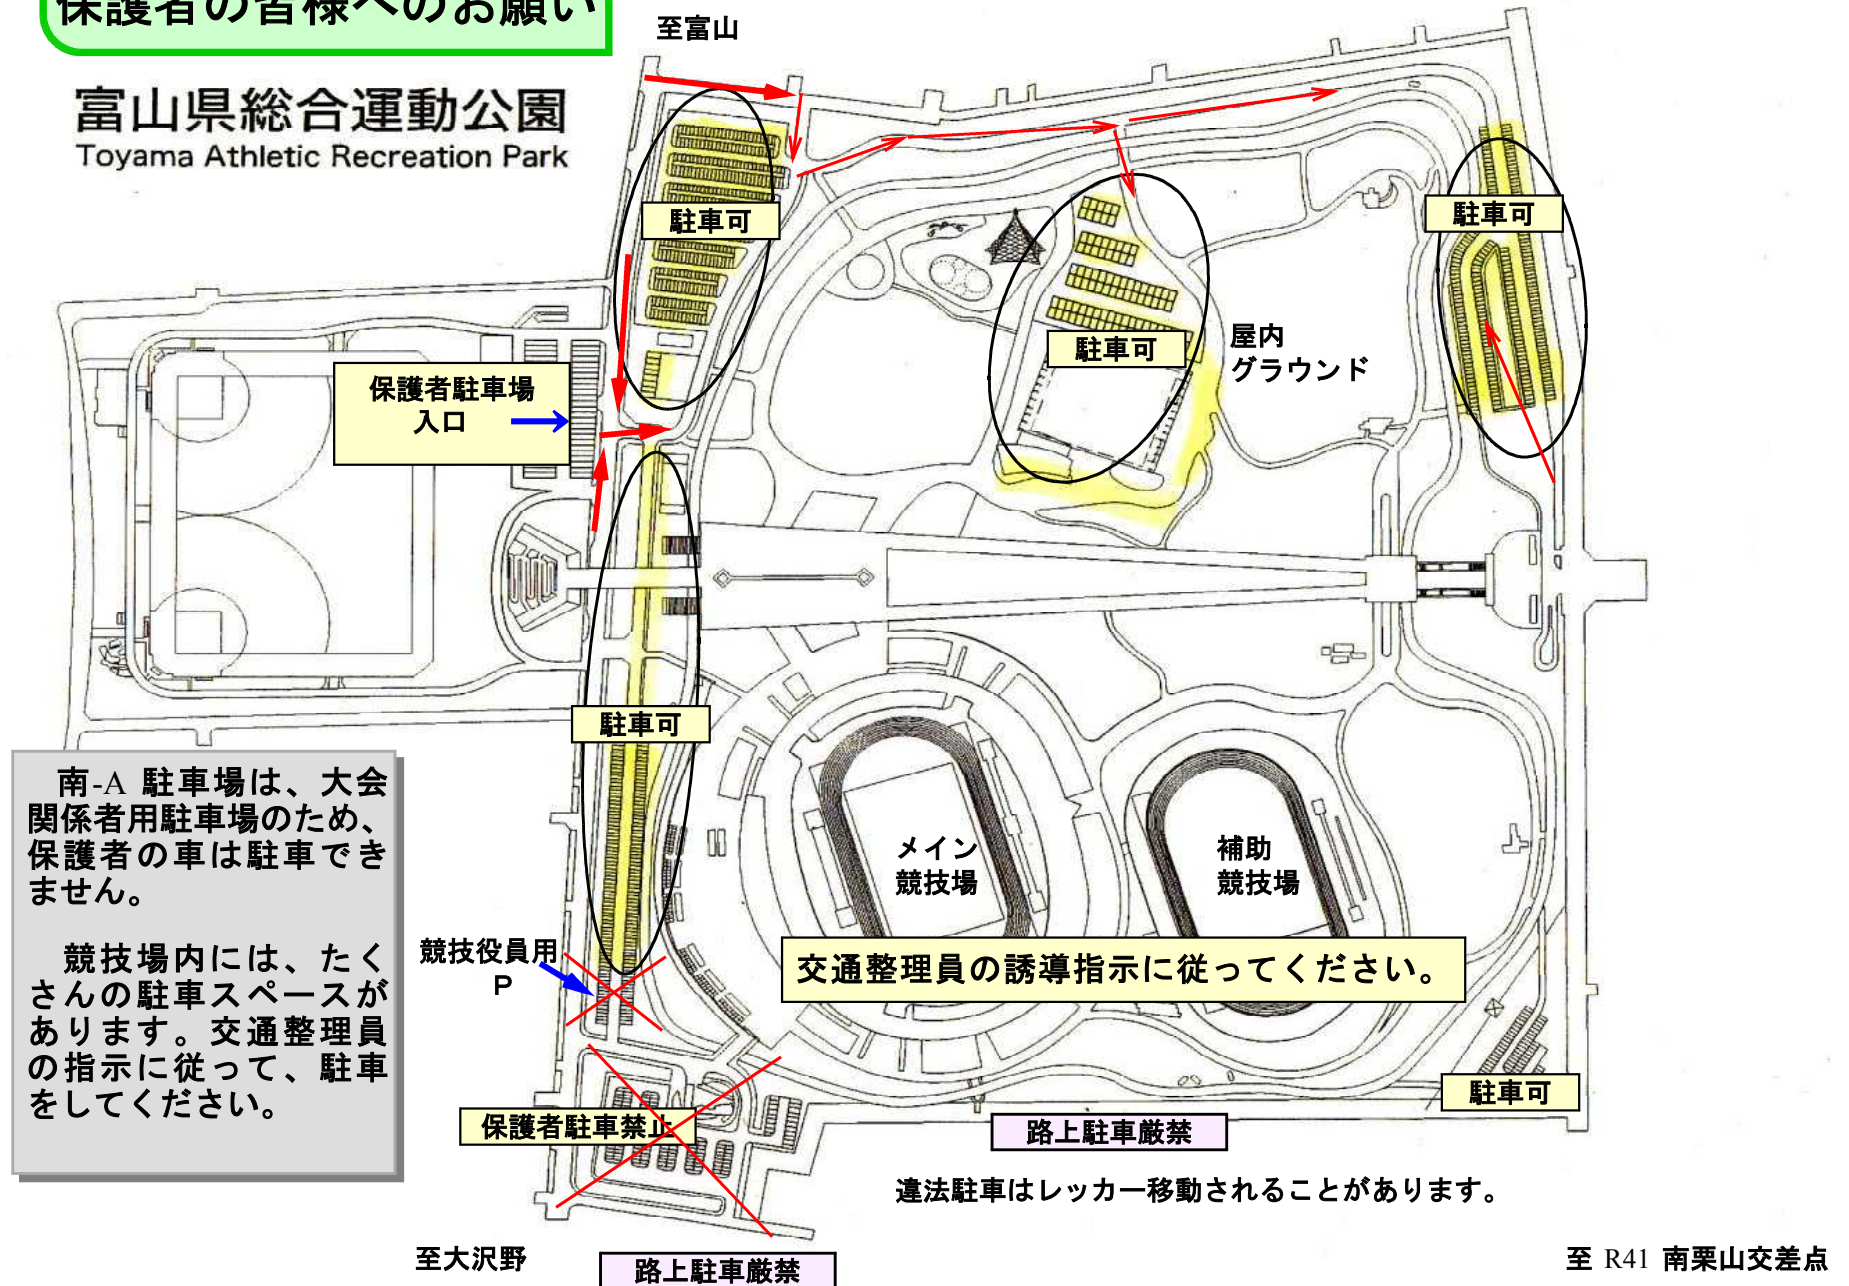 保護者の皆様へのお願い
至富山
富山県総合運動公園
Toyama Athletic Recreation Park
駐車可
駐車可
駐車可
屋内
グラウンド
保護者駐車場
入口
駐車可
南-A 駐車場は、大会
関係者用駐車場のため、
保護者の車は駐車でき
ません。
競技場内には、たく
さんの駐車スペースが
あります。交通整理員
の指示に従って、駐車
をしてください。
メイン
競技場
補助
競技場
競技役員用
P
交通整理員の誘導指示に従ってください。
駐車可
保護者駐車禁止
路上駐車厳禁
違法駐車はレッカー移動されることがあります。
至大沢野
路上駐車厳禁
至 R41 南栗山交差点